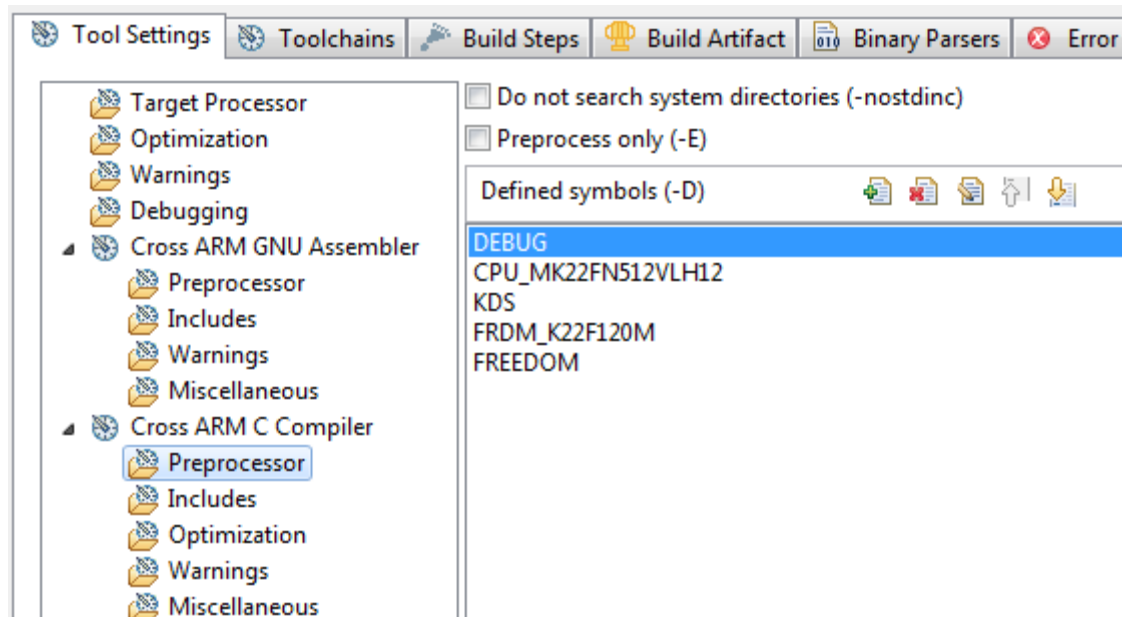 Tool Settings
Toolchains
Build Steps
Build Artifact
Binary Parsers
Error
Target Processor
Optimization
Warnings
Debugging
Cross ARM GNU Assembler
Preprocessor
Includes
Warnings
Miscellaneous
Cross ARM C Compiler
Preprocessor
Includes
Optimization
Warnings
Miscellaneous
Do not search system directories (-nostdinc)
Preprocess only (-E)
Defined symbols (-D)
DEBUG
CPU_MK22FN512VLH12
KDS
FRDM_K22F120M
FREEDOM